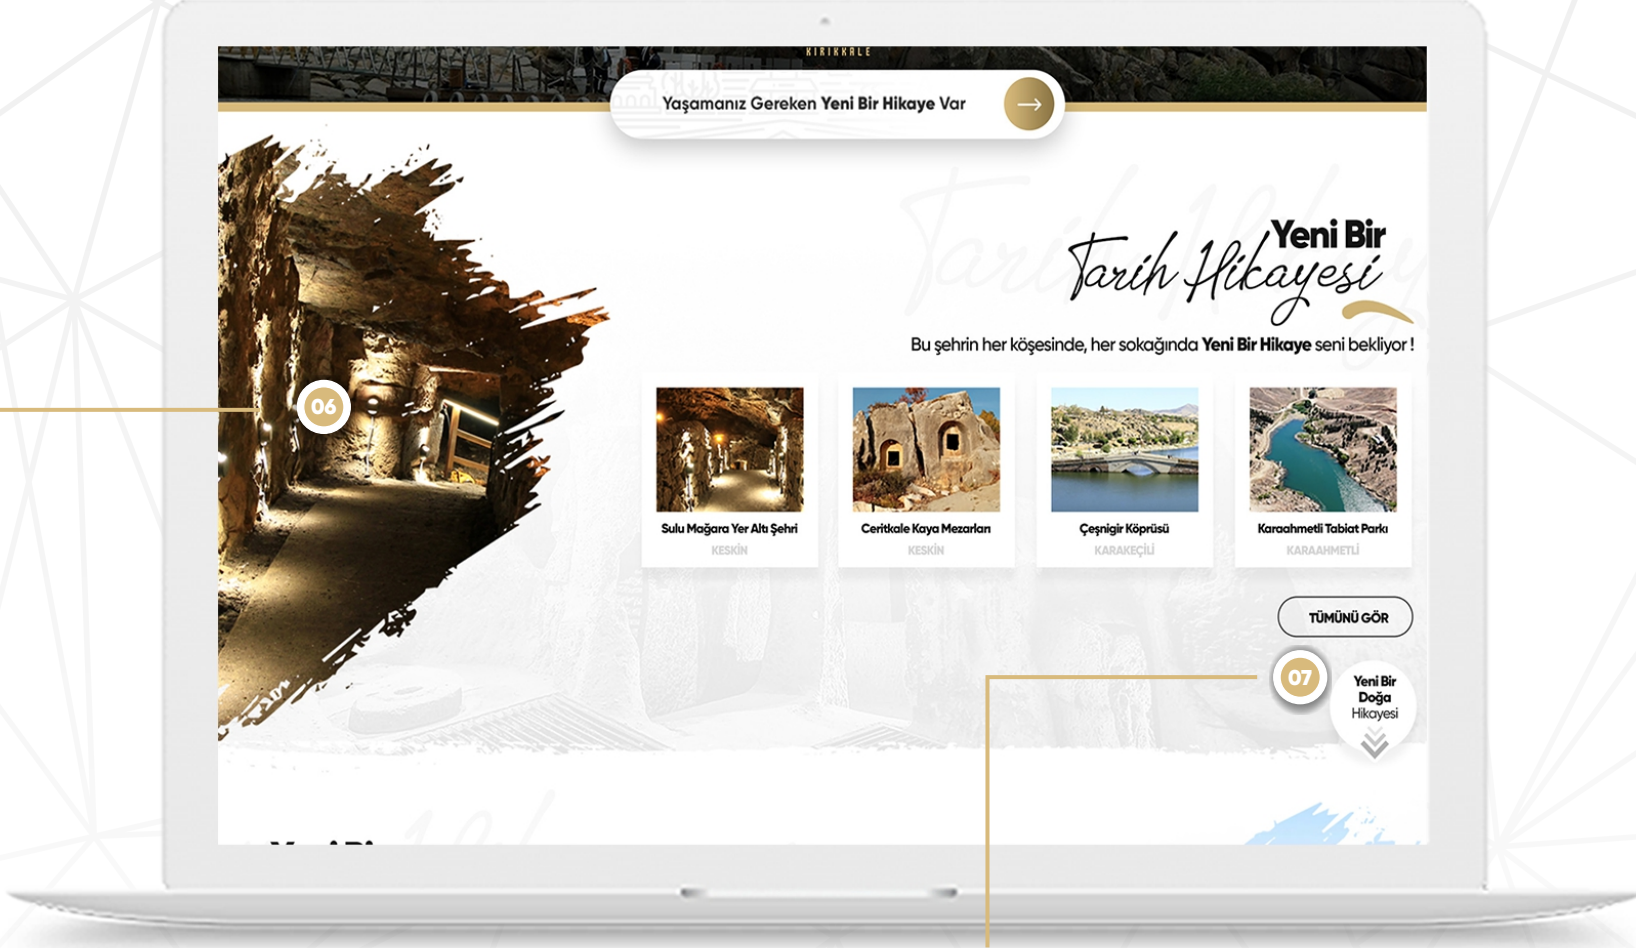 KIRIKKALE
Yaşamanız Gereken Yeni Bir Hikaye Var
Yeni Bir
Tarih Hikayesi
Bu şehrin her köşesinde, her sokağında Yeni Bir Hikaye seni bekliyor !
06
Sulu Mağara Yer Altı Şehri
KESKİN
Ceritkale Kaya Mezarları
KESKİN
Çeşnigir Köprüsü
KARAKEÇİLİ
Karaahmetli Tabiat Parkı
KARAAHMETLİ
TÜMÜNÜ GÖR
07
Yeni Bir
Doğa
Hikayesi
Yeni Bir